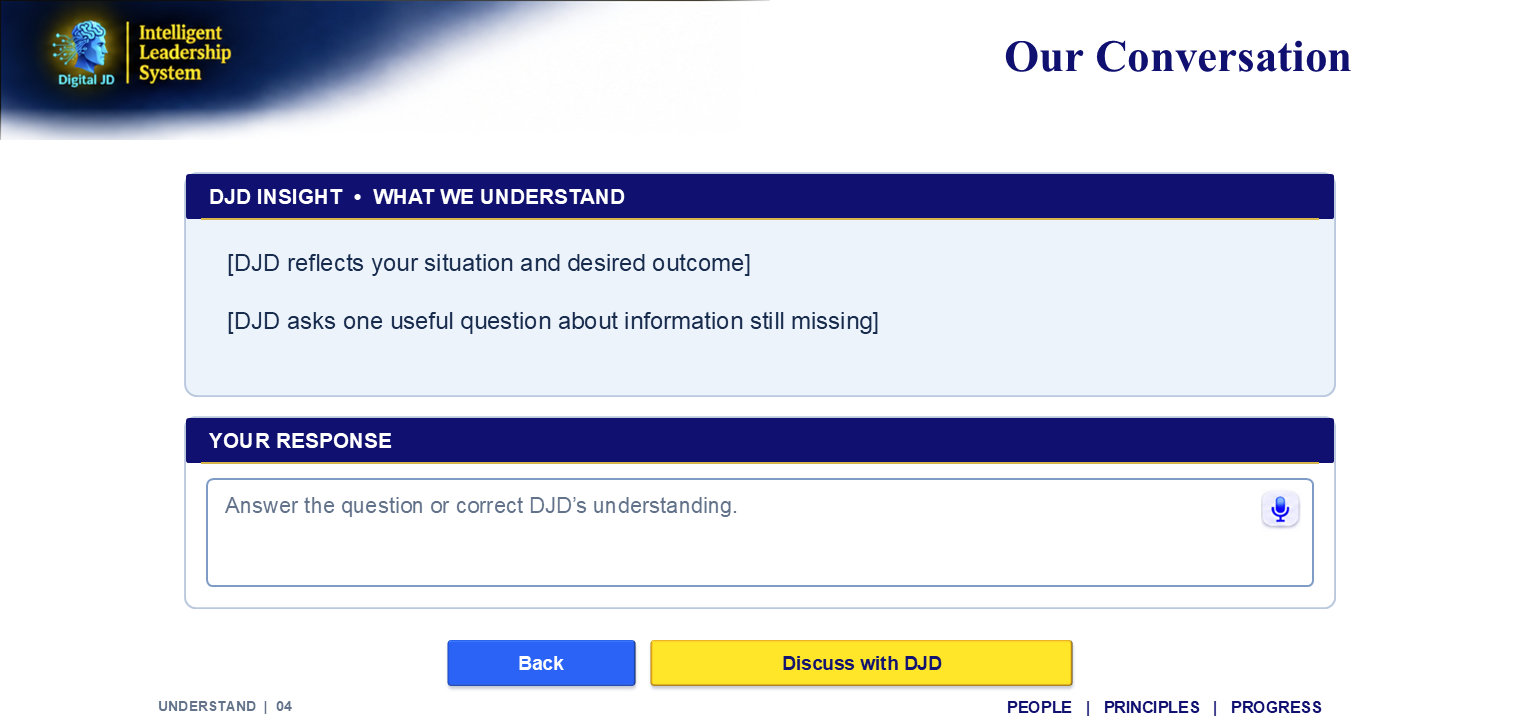 Digital JD
Intelligent
Leadership
System
Our Conversation
DJD INSIGHT • WHAT WE UNDERSTAND
[DJD reflects your situation and desired outcome]
[DJD asks one useful question about information still missing]
YOUR RESPONSE
Answer the question or correct DJD’s understanding.
Back
Discuss with DJD
UNDERSTAND | 04
PEOPLE | PRINCIPLES | PROGRESS